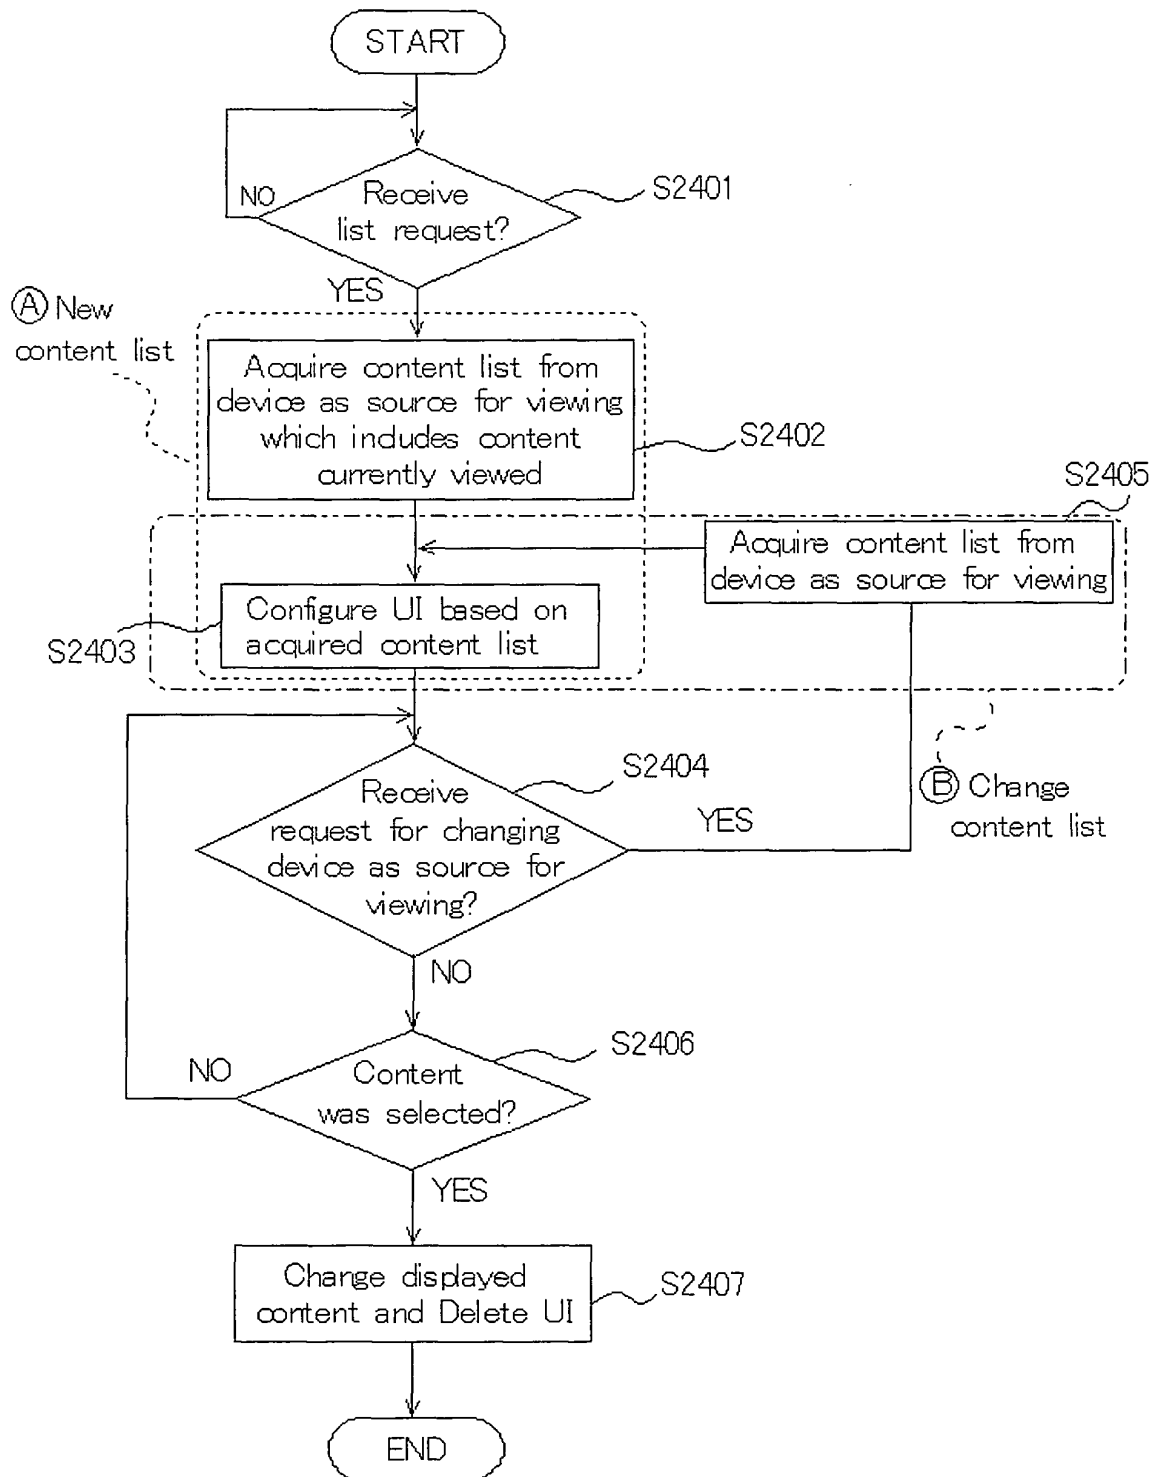 START
NO
Receive
list request?
S2401
YES
Ⓐ New
content list
Acquire content list from
device as source for viewing
which includes content
currently viewed
S2402
S2405
Acquire content list from
device as source for viewing
Configure UI based on
acquired content list
S2403
S2404
Receive
request for changing
device as source for
viewing?
YES
Ⓑ Change
content list
NO
S2406
NO
Content
was selected?
YES
Change displayed
content and Delete UI
S2407
END